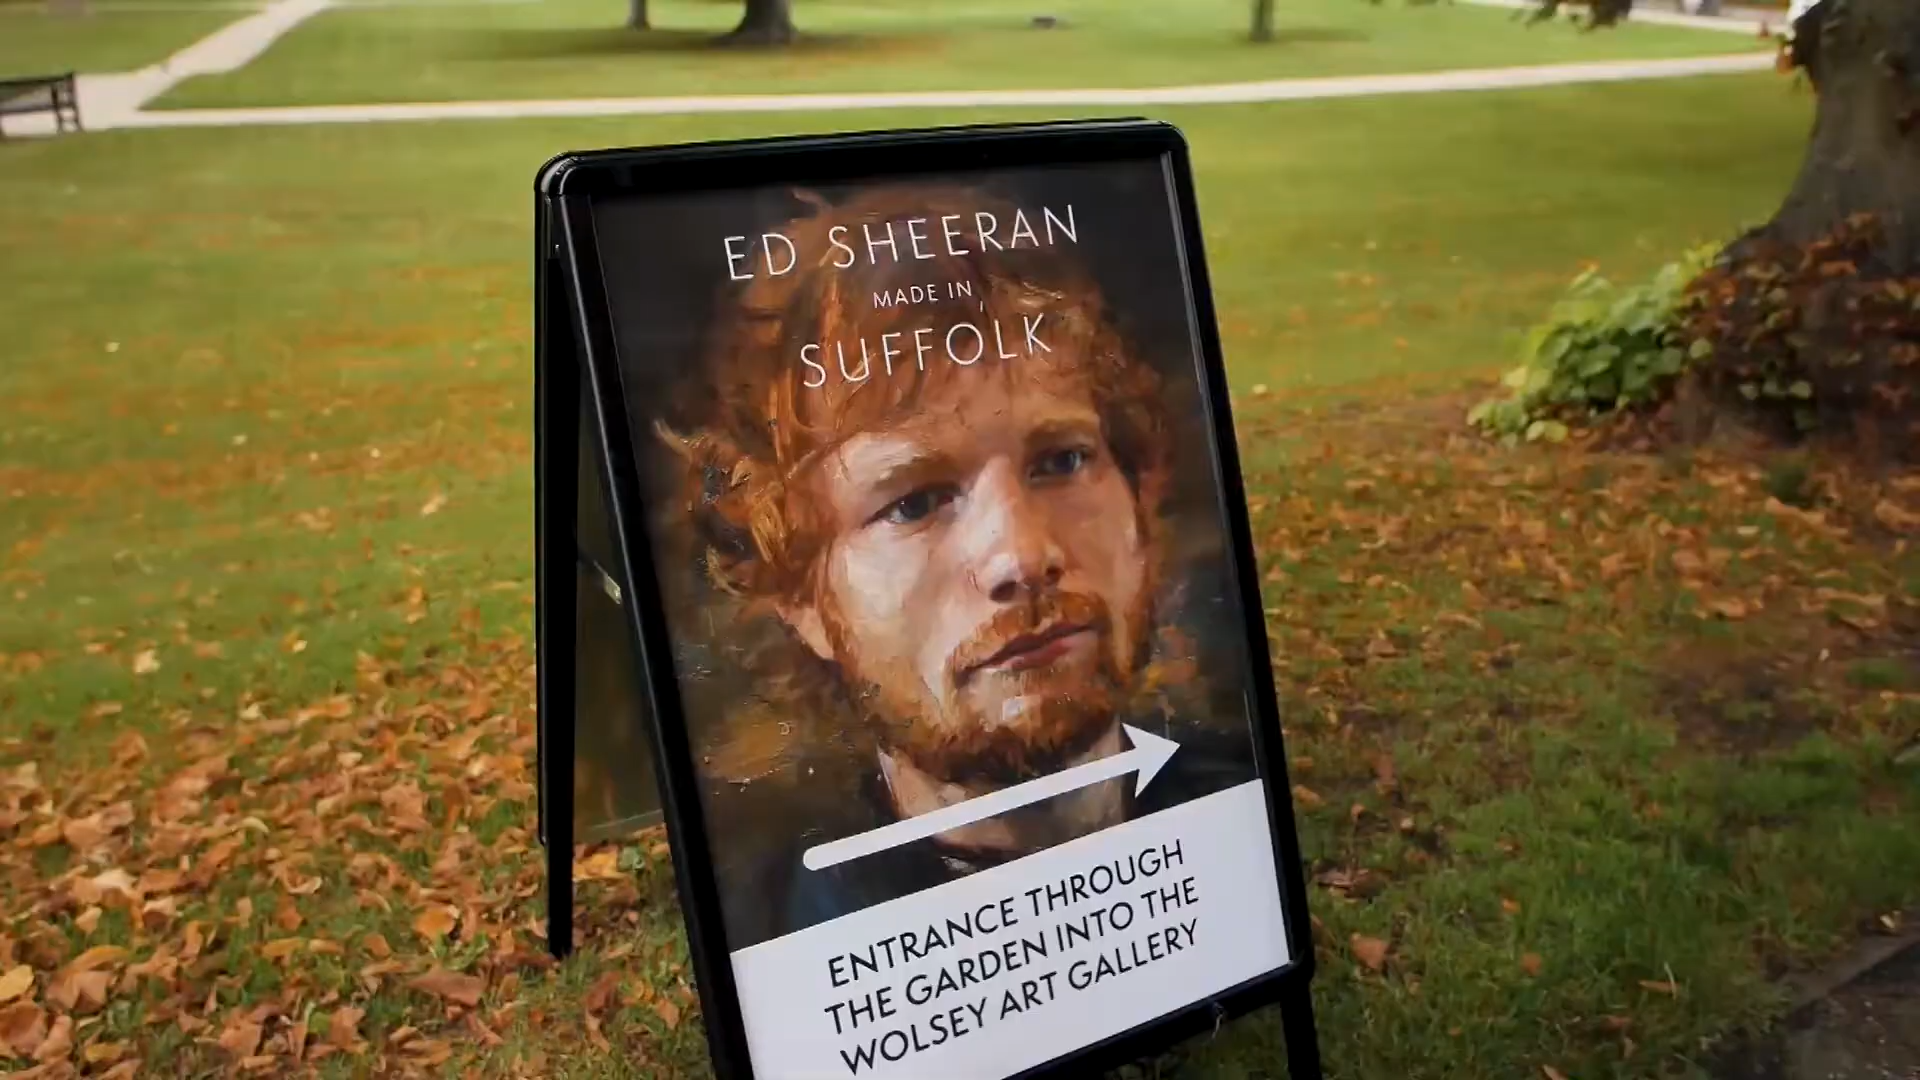 ED SHEERAN
MADE IN
SUFFOLK
ENTRANCE THROUGH
THE GARDEN INTO THE
WOLSEY ART GALLERY